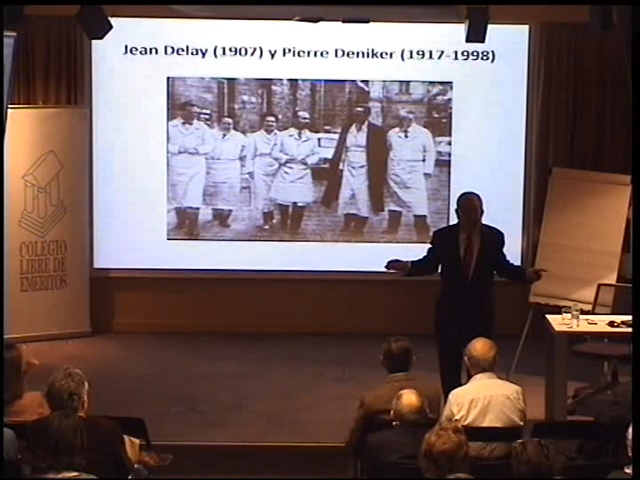 Jean Delay (1907) y Pierre Deniker (1917-1998)
COLEGIO
LIBRE DE
EMERITOS